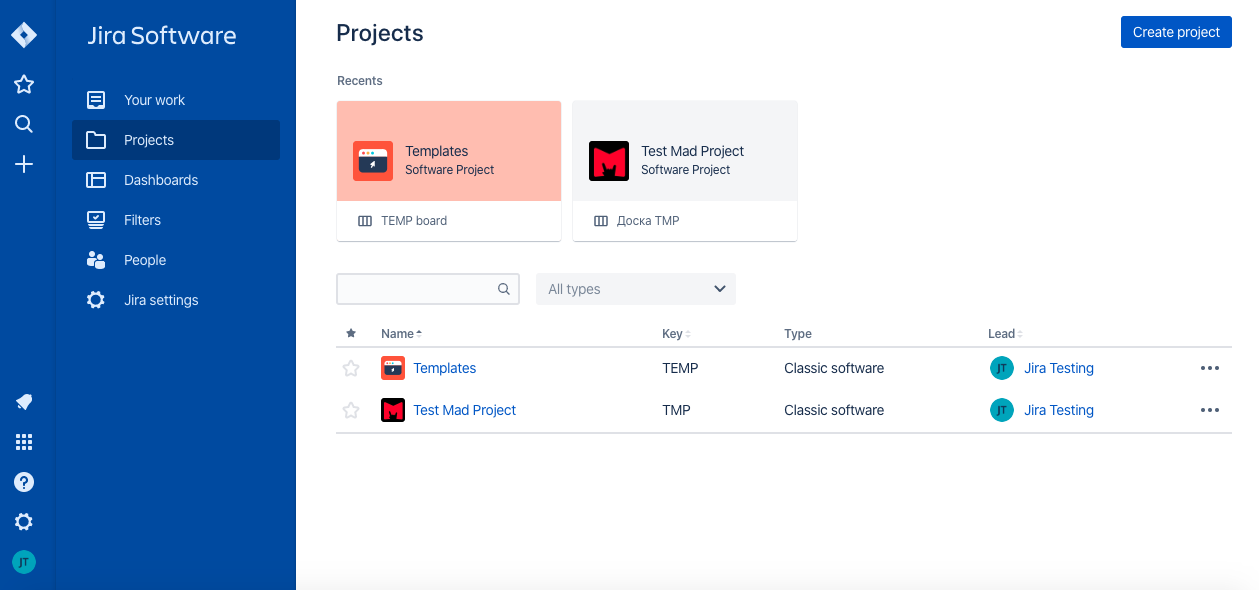 Jira Software
Your work
Projects
Dashboards
Filters
People
Jira settings
JT
Projects
Create project
Recents
Templates
Software Project
TEMP board
Test Mad Project
Software Project
Доска TMP
All types
Name Key Type Lead
Templates TEMP Classic software JT Jira Testing
Test Mad Project TMP Classic software JT Jira Testing